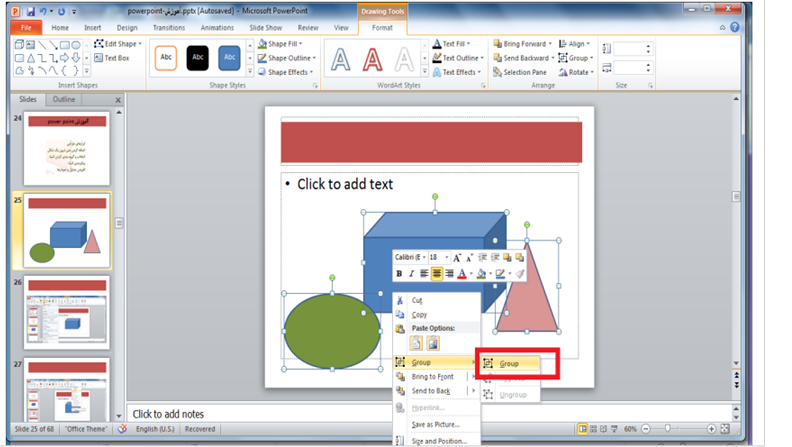 آموزش-powerpoint.pptx [Autosaved] - Microsoft PowerPoint
Drawing Tools
File Home Insert Design Transitions Animations Slide Show Review View Format
Edit Shape
Text Box
Insert Shapes
Abc Abc Abc
Shape Fill
Shape Outline
Shape Effects
Shape Styles
A A A
Text Fill
Text Outline
Text Effects
WordArt Styles
Bring Forward
Send Backward
Selection Pane
Align
Group
Rotate
Arrange
Size
Slides Outline
24
آموزش power point
25
26
27
• Click to add text
Calibri (E 18
B I
Cut
Copy
Paste Options:
Group
Bring to Front
Send to Back
Hyperlink...
Save as Picture...
Size and Position...
Group
Ungroup
Click to add notes
Slide 25 of 68 "Office Theme" English (U.S.) Recovered 60%